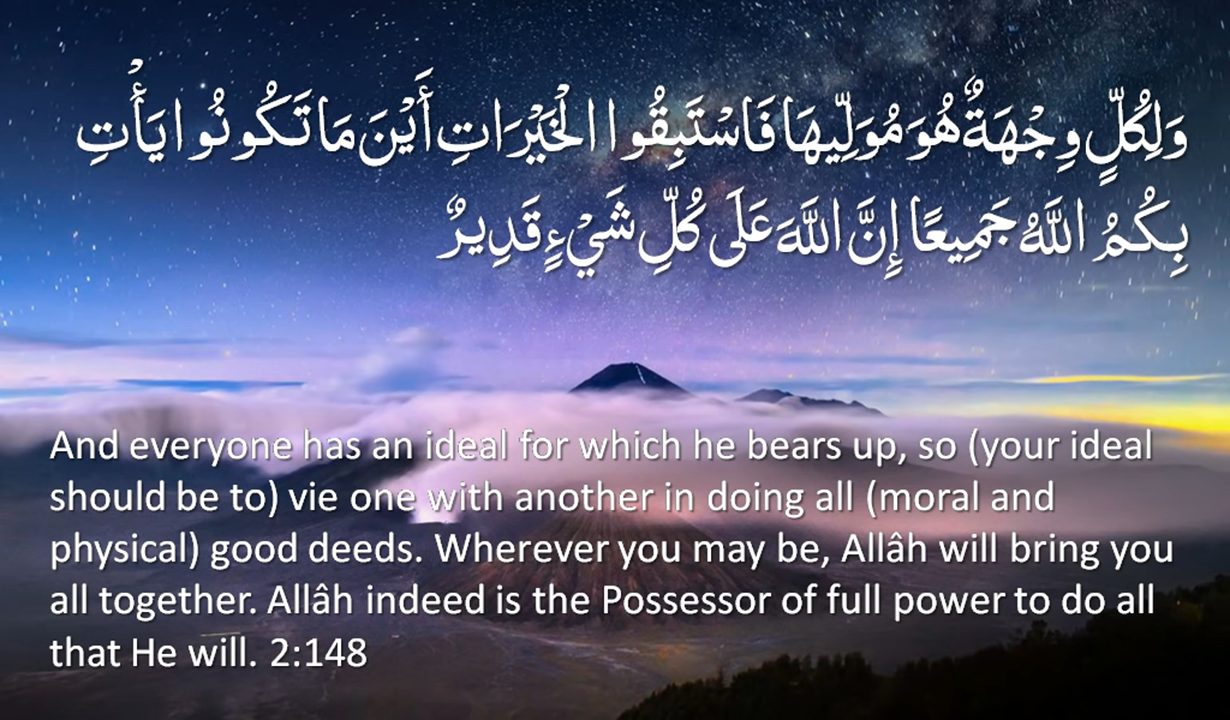 وَلِكُلٍّ وِجْهَةٌ هُوَ مُوَلِّيهَا فَاسْتَبِقُوا الْخَيْرَاتِ أَيْنَ مَا تَكُونُوا يَأْتِ
بِكُمُ اللَّهُ جَمِيعًا إِنَّ اللَّهَ عَلَى كُلِّ شَيْءٍ قَدِيرٌ
And everyone has an ideal for which he bears up, so (your ideal
should be to) vie one with another in doing all (moral and
physical) good deeds. Wherever you may be, Allâh will bring you
all together. Allâh indeed is the Possessor of full power to do all
that He will. 2:148